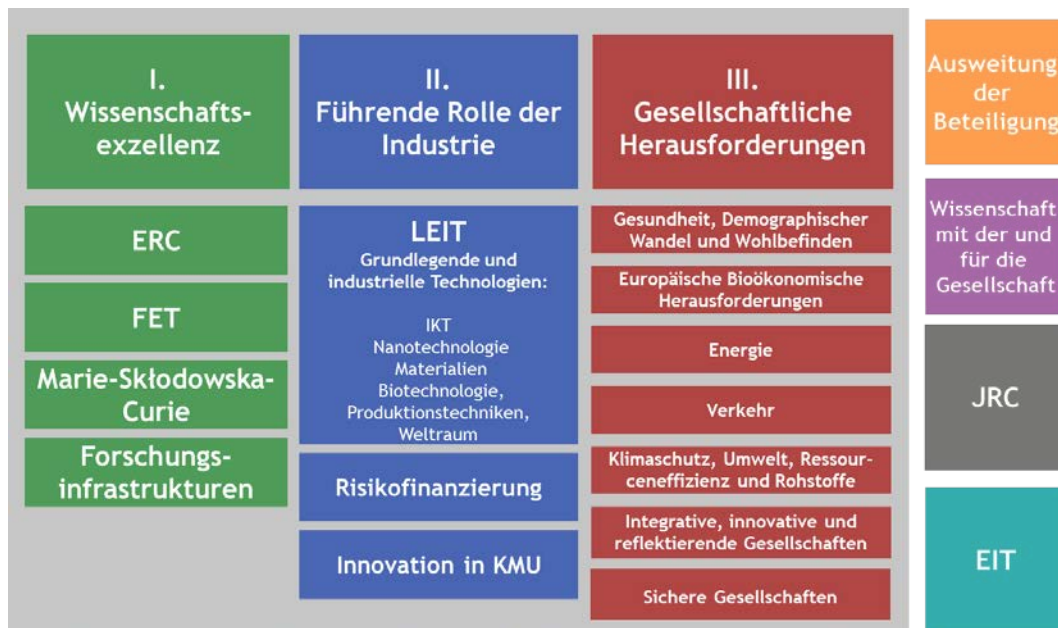 I.
Wissenschafts-
exzellenz
ERC
FET
Marie-Skłodowska-
Curie
Forschungs-
infrastrukturen
II.
Führende Rolle der
Industrie
LEIT
Grundlegende und
industrielle Technologien:
IKT
Nanotechnologie
Materialien
Biotechnologie,
Produktionstechniken,
Weltraum
Risikofinanzierung
Innovation in KMU
III.
Gesellschaftliche
Herausforderungen
Gesundheit, Demographischer
Wandel und Wohlbefinden
Europäische Bioökonomische
Herausforderungen
Energie
Verkehr
Klimaschutz, Umwelt, Ressour-
ceneffizienz und Rohstoffe
Integrative, innovative und
reflektierende Gesellschaften
Sichere Gesellschaften
Ausweitung
der
Beteiligung
Wissenschaft
mit der und
für die
Gesellschaft
JRC
EIT